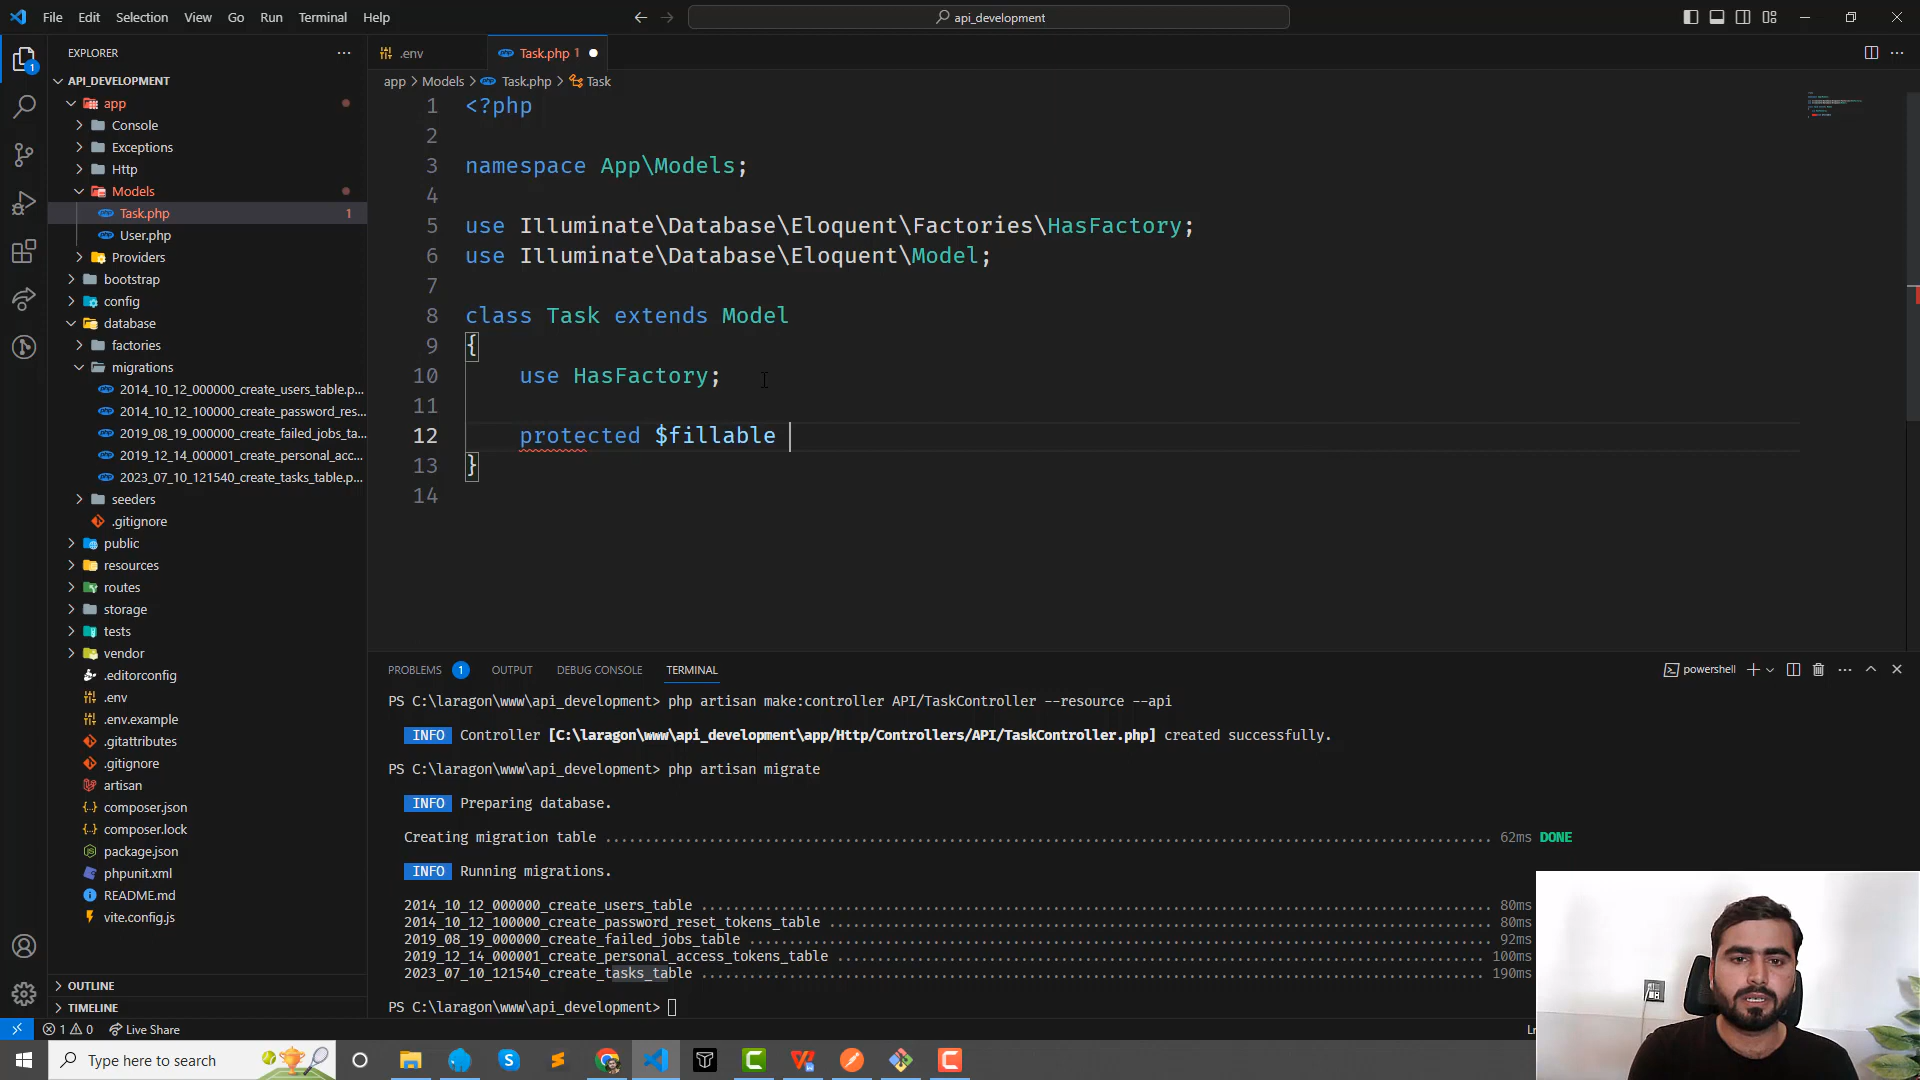 File Edit Selection View Go Run Terminal Help
api_development
EXPLORER
.env
Task.php 1
API_DEVELOPMENT
app > Models > Task.php > Task
app
Console
Exceptions
Http
Models
Task.php 1
User.php
Providers
bootstrap
config
database
factories
migrations
2014_10_12_000000_create_users_table.p...
2014_10_12_100000_create_password_res...
2019_08_19_000000_create_failed_jobs_ta...
2019_12_14_000001_create_personal_acc...
2023_07_10_121540_create_tasks_table.p...
seeders
.gitignore
public
resources
routes
storage
tests
vendor
.editorconfig
.env
.env.example
.gitattributes
.gitignore
artisan
composer.json
composer.lock
package.json
phpunit.xml
README.md
vite.config.js
OUTLINE
TIMELINE
1 <?php
2
3 namespace App\Models;
4
5 use Illuminate\Database\Eloquent\Factories\HasFactory;
6 use Illuminate\Database\Eloquent\Model;
7
8 class Task extends Model
9 {
10 use HasFactory;
11
12 protected $fillable
13 }
14
PROBLEMS 1 OUTPUT DEBUG CONSOLE TERMINAL
powershell
PS C:\laragon\www\api_development> php artisan make:controller API/TaskController --resource --api
INFO Controller [C:\laragon\www\api_development\app/Http/Controllers/API/TaskController.php] created successfully.
PS C:\laragon\www\api_development> php artisan migrate
INFO Preparing database.
Creating migration table ........ 62ms DONE
INFO Running migrations.
2014_10_12_000000_create_users_table ........ 80ms
2014_10_12_100000_create_password_reset_tokens_table ........ 80ms
2019_08_19_000000_create_failed_jobs_table ........ 92ms
2019_12_14_000001_create_personal_access_tokens_table ........ 100ms
2023_07_10_121540_create_tasks_table ........ 190ms
PS C:\laragon\www\api_development>
1 0 Live Share
Ln
Type here to search